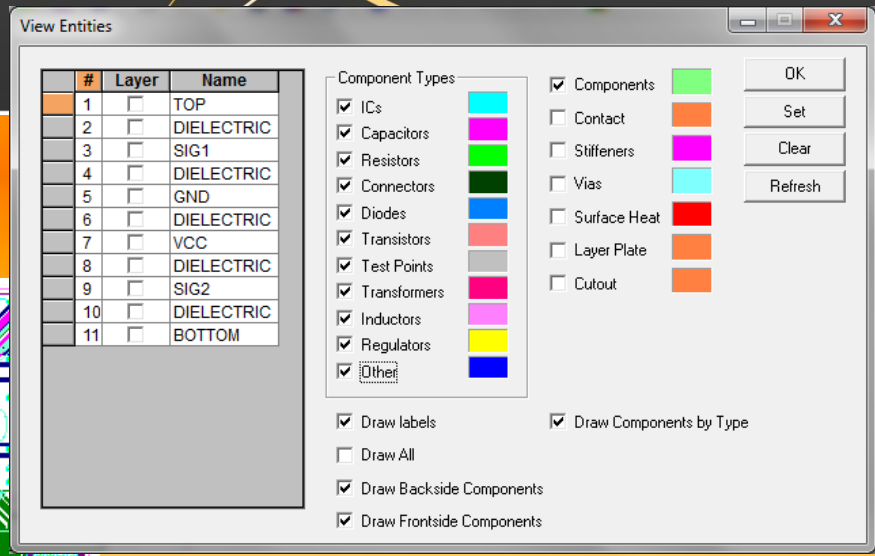 View Entities
# Layer Name
1 TOP
2 DIELECTRIC
3 SIG1
4 DIELECTRIC
5 GND
6 DIELECTRIC
7 VCC
8 DIELECTRIC
9 SIG2
10 DIELECTRIC
11 BOTTOM
Component Types
ICs
Capacitors
Resistors
Connectors
Diodes
Transistors
Test Points
Transformers
Inductors
Regulators
Other
Draw labels
Draw All
Draw Backside Components
Draw Frontside Components
Components
Contact
Stiffeners
Vias
Surface Heat
Layer Plate
Cutout
Draw Components by Type
OK
Set
Clear
Refresh